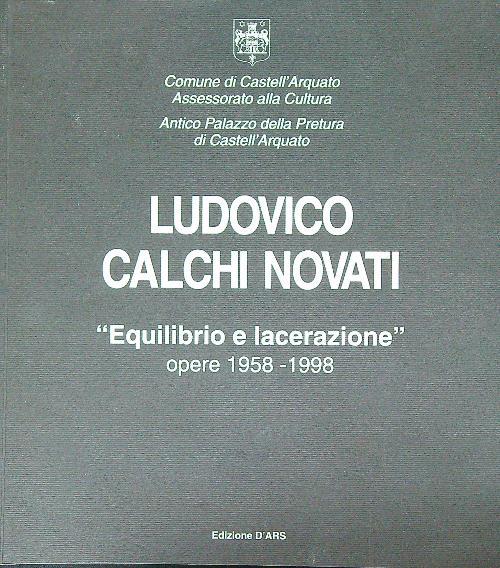 Comune di Castell'Arquato
Assessorato alla Cultura
Antico Palazzo della Pretura
di Castell'Arquato
LUDOVICO
CALCHI NOVATI
“Equilibrio e lacerazione”
opere 1958 -1998
Edizione D'ARS